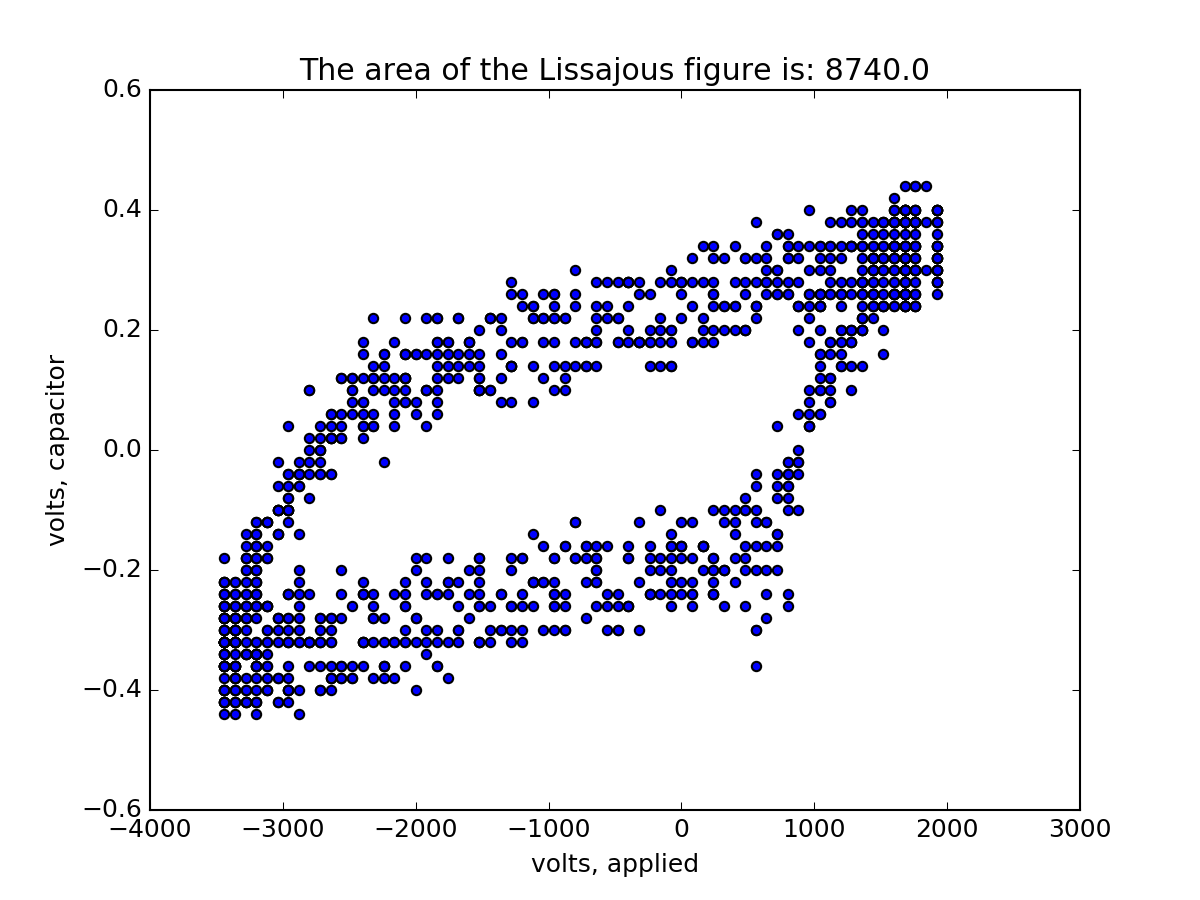 The area of the Lissajous figure is: 8740.0
0.6
0.4
0.2
0.0
−0.2
−0.4
−0.6
volts, capacitor
−4000 −3000 −2000 −1000 0 1000 2000 3000
volts, applied